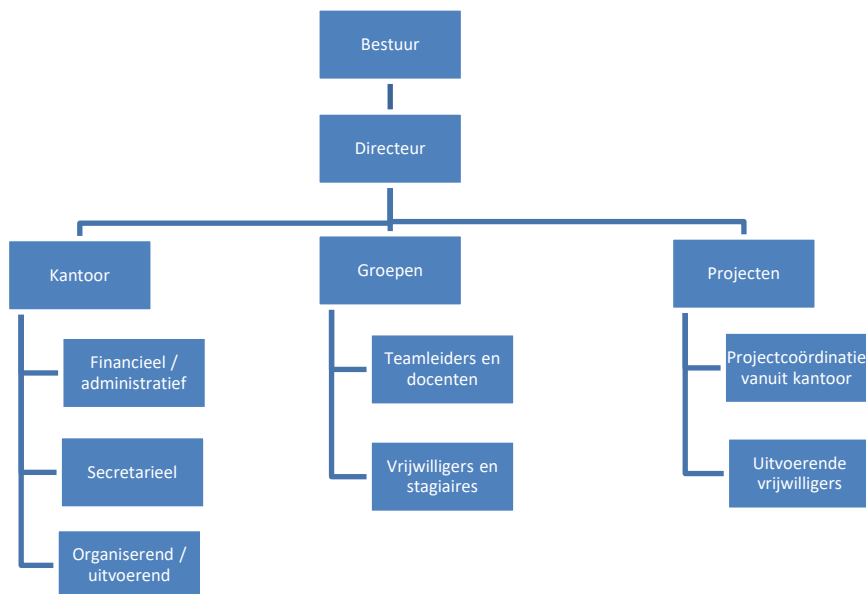 Bestuur
Directeur
Kantoor
Groepen
Projecten
Financieel /
administratief
Teamleiders en
docenten
Projectcoördinatie
vanuit kantoor
Secretarieel
Vrijwilligers en
stagiaires
Uitvoerende
vrijwilligers
Organiserend /
uitvoerend